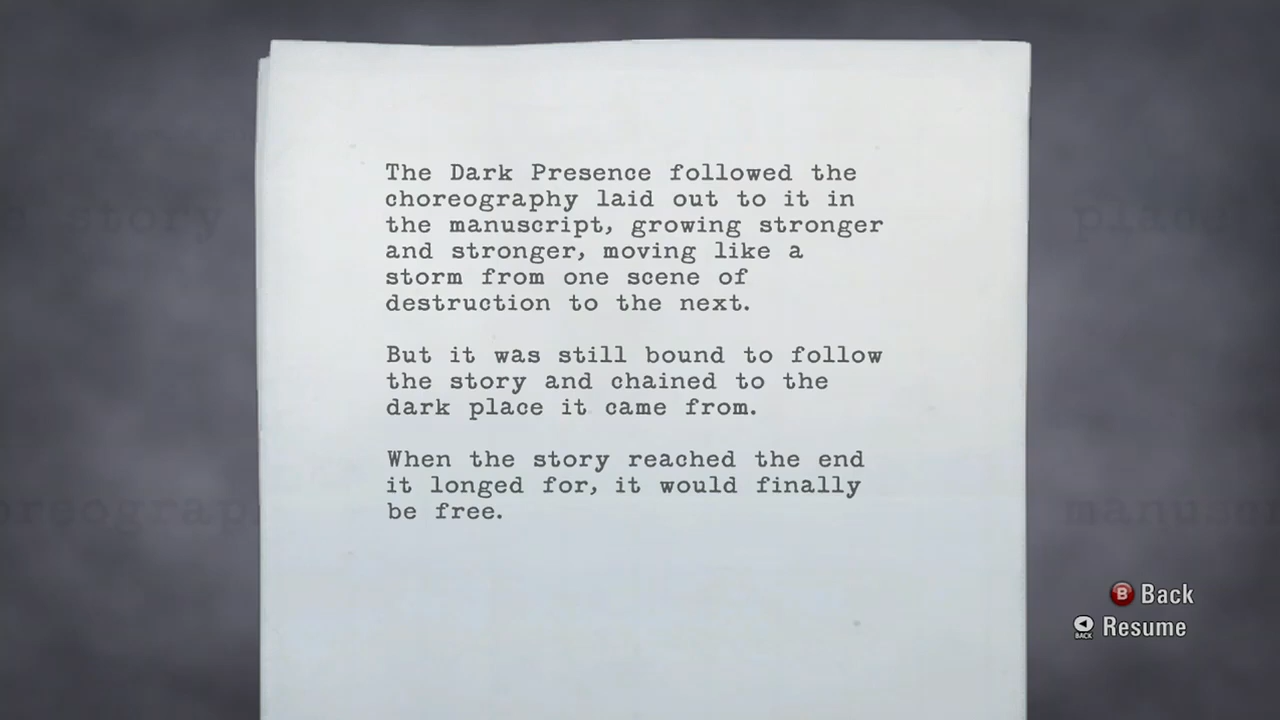 The Dark Presence followed the
choreography laid out to it in
the manuscript, growing stronger
and stronger, moving like a
storm from one scene of
destruction to the next.
But it was still bound to follow
the story and chained to the
dark place it came from.
When the story reached the end
it longed for, it would finally
be free.
story
manusc
B Back
BACK Resume